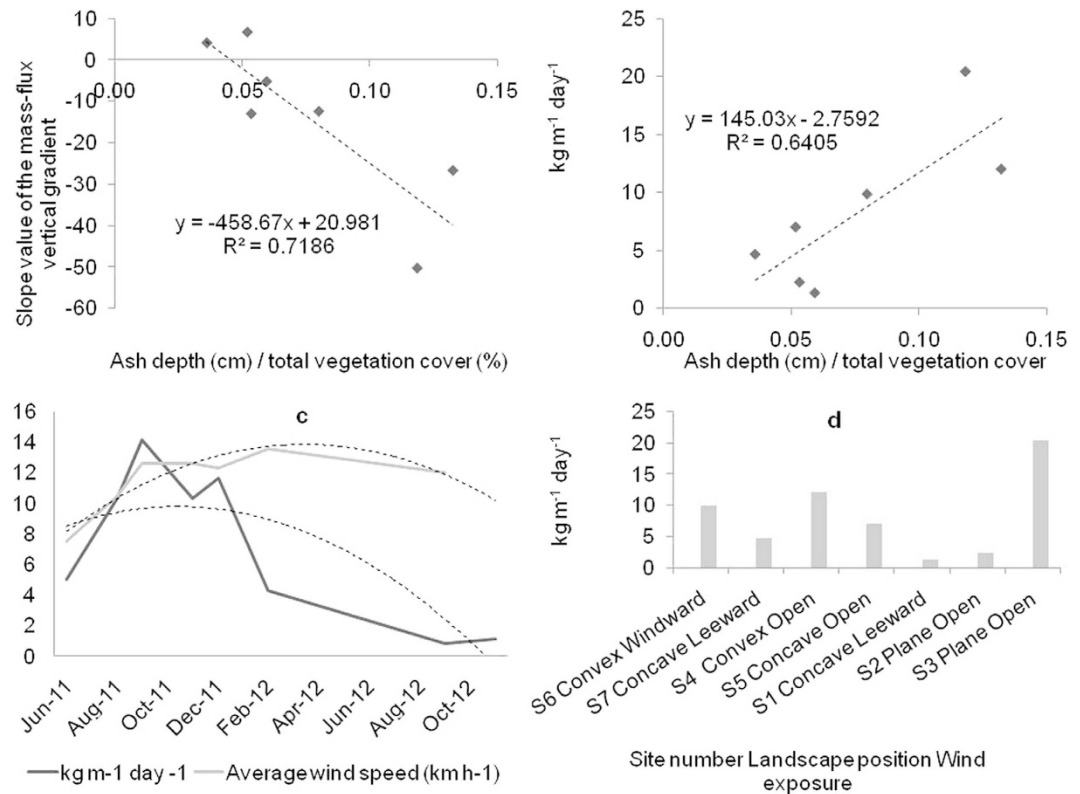 10
0
-10
-20
-30
-40
-50
-60
0.00
0.05
0.10
0.15
Slope value of the mass-flux
vertical gradient
y = -458.67x + 20.981
R² = 0.7186
Ash depth (cm) / total vegetation cover (%)
25
20
15
10
5
0
kg m⁻¹ day⁻¹
y = 145.03x - 2.7592
R² = 0.6405
0.00
0.05
0.10
0.15
Ash depth (cm) / total vegetation cover
c
16
14
12
10
8
6
4
2
0
Jun-11
Aug-11
Oct-11
Dec-11
Feb-12
Apr-12
Jun-12
Aug-12
Oct-12
kg m-1 day -1
Average wind speed (km h-1)
d
25
20
15
10
5
0
kg m⁻¹ day⁻¹
S6 Convex Windward
S7 Concave Leeward
S4 Convex Open
S5 Concave Open
S1 Concave Leeward
S2 Plane Open
S3 Plane Open
Site number Landscape position Wind
exposure